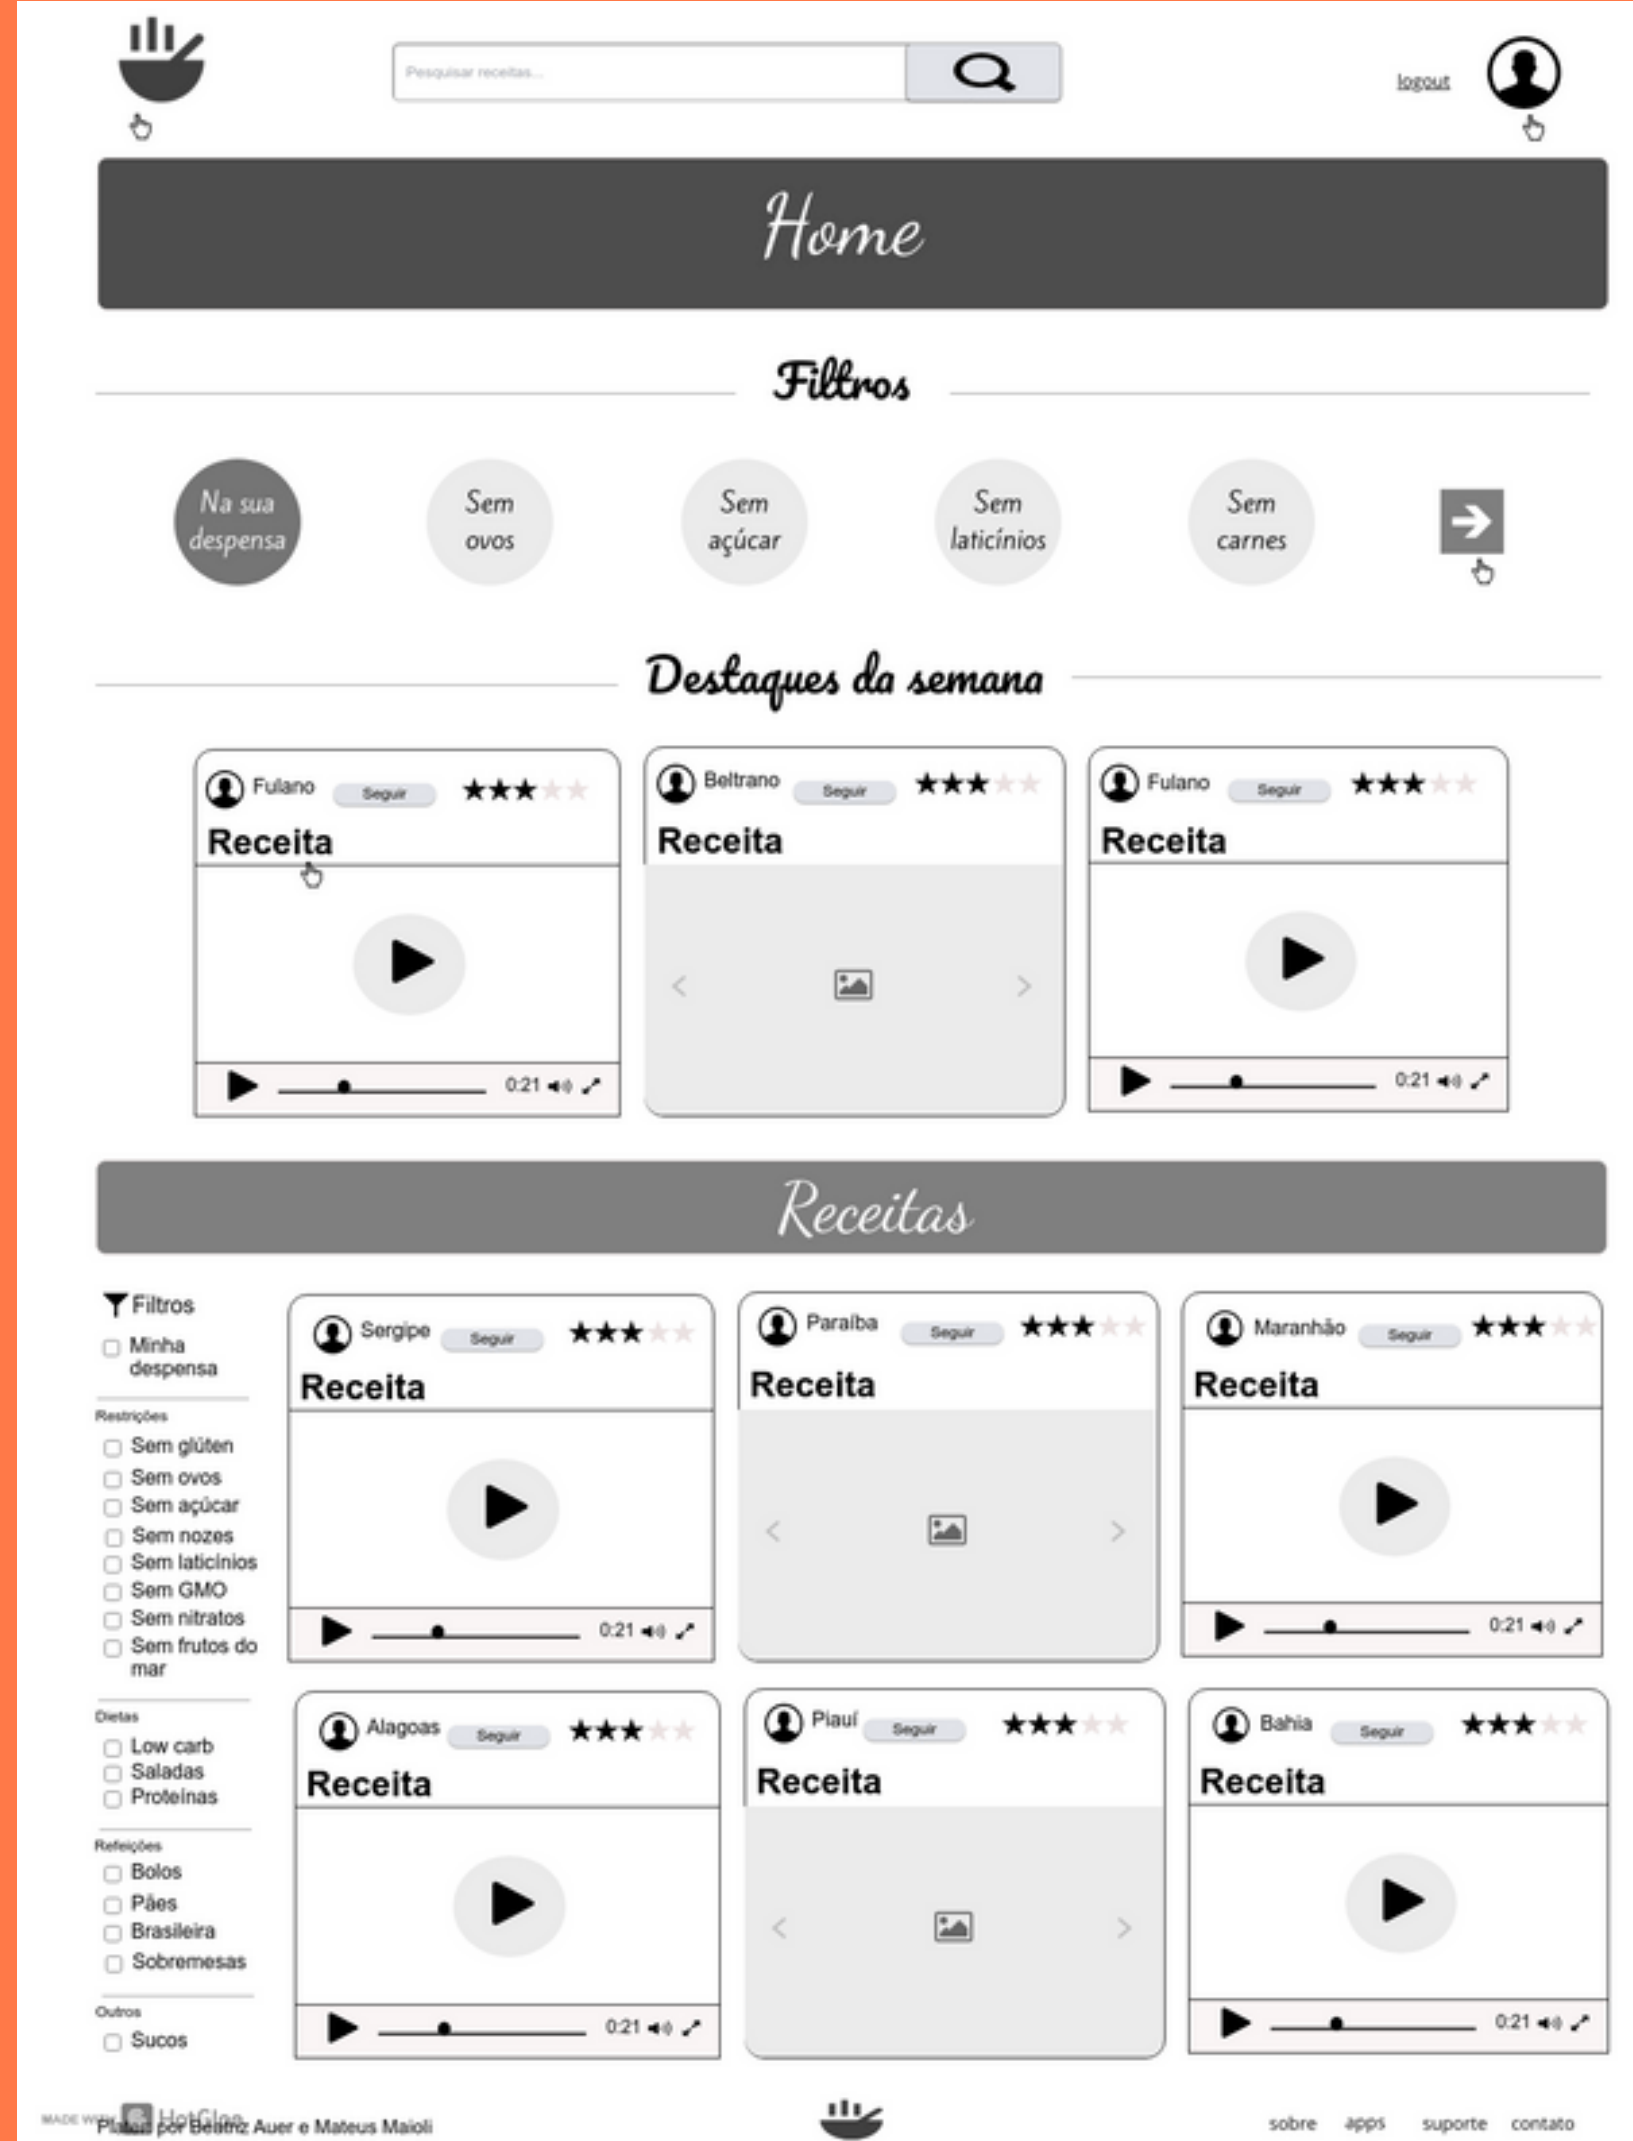 Pesquisar receitas...
logout
Home
Filtros
Na sua
despensa
Sem
ovos
Sem
açúcar
Sem
laticínios
Sem
carnes
Destaques da semana
Fulano Seguir
Receita
0:21
Beltrano Seguir
Receita
Fulano Seguir
Receita
0:21
Receitas
Filtros
Minha
despensa
Restrições
Sem glúten
Sem ovos
Sem açúcar
Sem nozes
Sem laticínios
Sem GMO
Sem nitratos
Sem frutos do
mar
Dietas
Low carb
Saladas
Proteínas
Refeições
Bolos
Pães
Brasileira
Sobremesas
Outros
Sucos
Sergipe Seguir
Receita
0:21
Paraíba Seguir
Receita
Maranhão Seguir
Receita
0:21
Alagoas Seguir
Receita
0:21
Piauí Seguir
Receita
Bahia Seguir
Receita
0:21
MADE
por Beatriz Auer e Mateus Maioli
sobre apps suporte contato